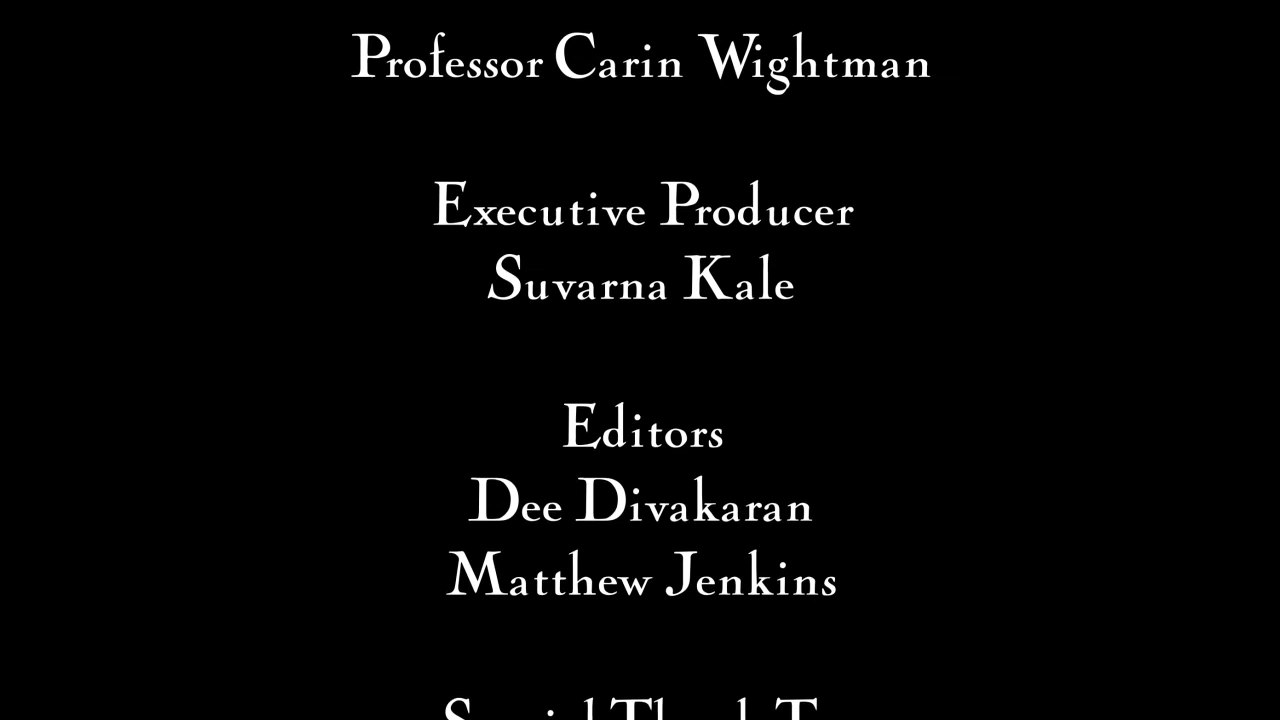 Professor Carin Wightman
Executive Producer
Suvarna Kale
Editors
Dee Divakaran
Matthew Jenkins